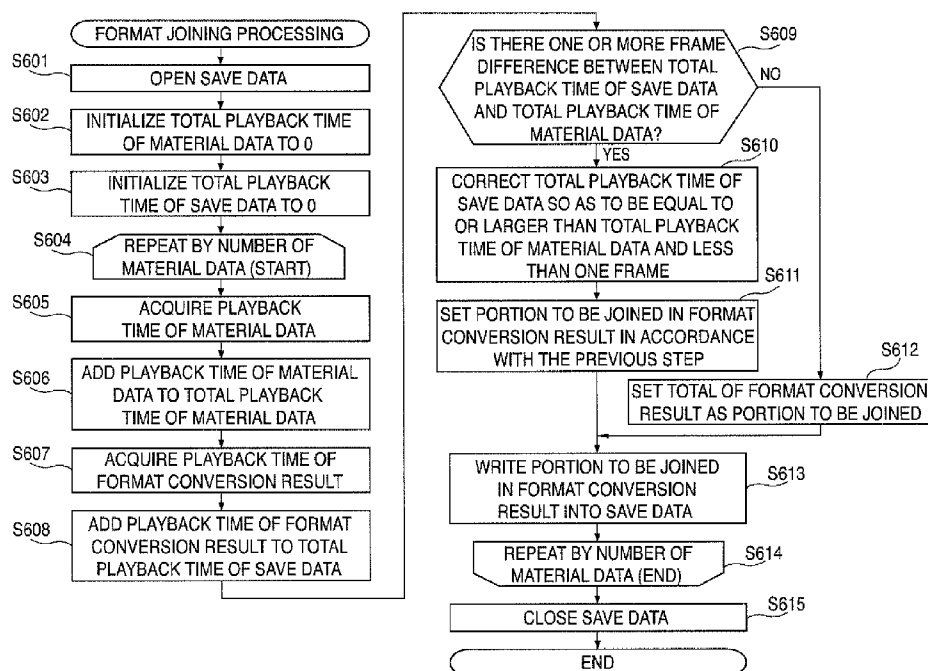 FORMAT JOINING PROCESSING
S601
OPEN SAVE DATA
S602
INITIALIZE TOTAL PLAYBACK TIME
OF MATERIAL DATA TO 0
S603
INITIALIZE TOTAL PLAYBACK
TIME OF SAVE DATA TO 0
S604
REPEAT BY NUMBER OF
MATERIAL DATA (START)
S605
ACQUIRE PLAYBACK
TIME OF MATERIAL DATA
S606
ADD PLAYBACK TIME OF MATERIAL
DATA TO TOTAL PLAYBACK
TIME OF MATERIAL DATA
S607
ACQUIRE PLAYBACK TIME OF
FORMAT CONVERSION RESULT
S608
ADD PLAYBACK TIME OF FORMAT
CONVERSION RESULT TO TOTAL
PLAYBACK TIME OF SAVE DATA
S609
IS THERE ONE OR MORE FRAME
DIFFERENCE BETWEEN TOTAL
PLAYBACK TIME OF SAVE DATA
AND TOTAL PLAYBACK TIME OF
MATERIAL DATA?
NO
YES
S610
CORRECT TOTAL PLAYBACK TIME OF
SAVE DATA SO AS TO BE EQUAL TO
OR LARGER THAN TOTAL PLAYBACK
TIME OF MATERIAL DATA AND LESS
THAN ONE FRAME
S611
SET PORTION TO BE JOINED IN FORMAT
CONVERSION RESULT IN ACCORDANCE
WITH THE PREVIOUS STEP
S612
SET TOTAL OF FORMAT CONVERSION
RESULT AS PORTION TO BE JOINED
S613
WRITE PORTION TO BE JOINED
IN FORMAT CONVERSION
RESULT INTO SAVE DATA
S614
REPEAT BY NUMBER OF
MATERIAL DATA (END)
S615
CLOSE SAVE DATA
END